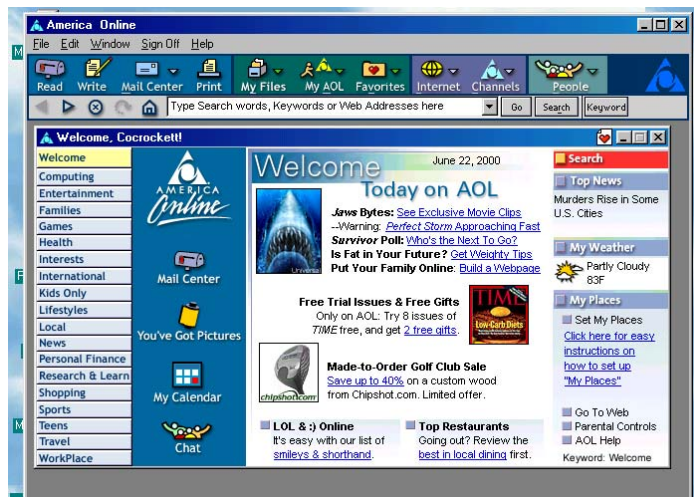 America Online
File Edit Window Sign Off Help
Read Write Mail Center Print My Files My AOL Favorites Internet Channels People
Type Search words, Keywords or Web Addresses here Go Search Keyword
Welcome, Cocrockett!
Welcome
Computing
Entertainment
Families
Games
Health
Interests
International
Kids Only
Lifestyles
Local
News
Personal Finance
Research & Learn
Shopping
Sports
Teens
Travel
WorkPlace
AMERICA
Online
Mail Center
You've Got Pictures
My Calendar
Chat
Welcome June 22, 2000
Today on AOL
Universal
Jaws Bytes: See Exclusive Movie Clips
--Warning: Perfect Storm Approaching Fast
Survivor Poll: Who's the Next To Go?
Is Fat in Your Future? Get Weighty Tips
Put Your Family Online: Build a Webpage
Free Trial Issues & Free Gifts
Only on AOL: Try 8 issues of
TIME free, and get 2 free gifts.
TIME
Low-Carb Diets
chipshot.com
Made-to-Order Golf Club Sale
Save up to 40% on a custom wood
from Chipshot.com. Limited offer.
LOL & :) Online
It's easy with our list of
smileys & shorthand.
Top Restaurants
Going out? Review the
best in local dining first.
Search
Top News
Murders Rise in Some
U.S. Cities
My Weather
Partly Cloudy
83F
My Places
Set My Places
Click here for easy
instructions on
how to set up
"My Places"
Go To Web
Parental Controls
AOL Help
Keyword: Welcome